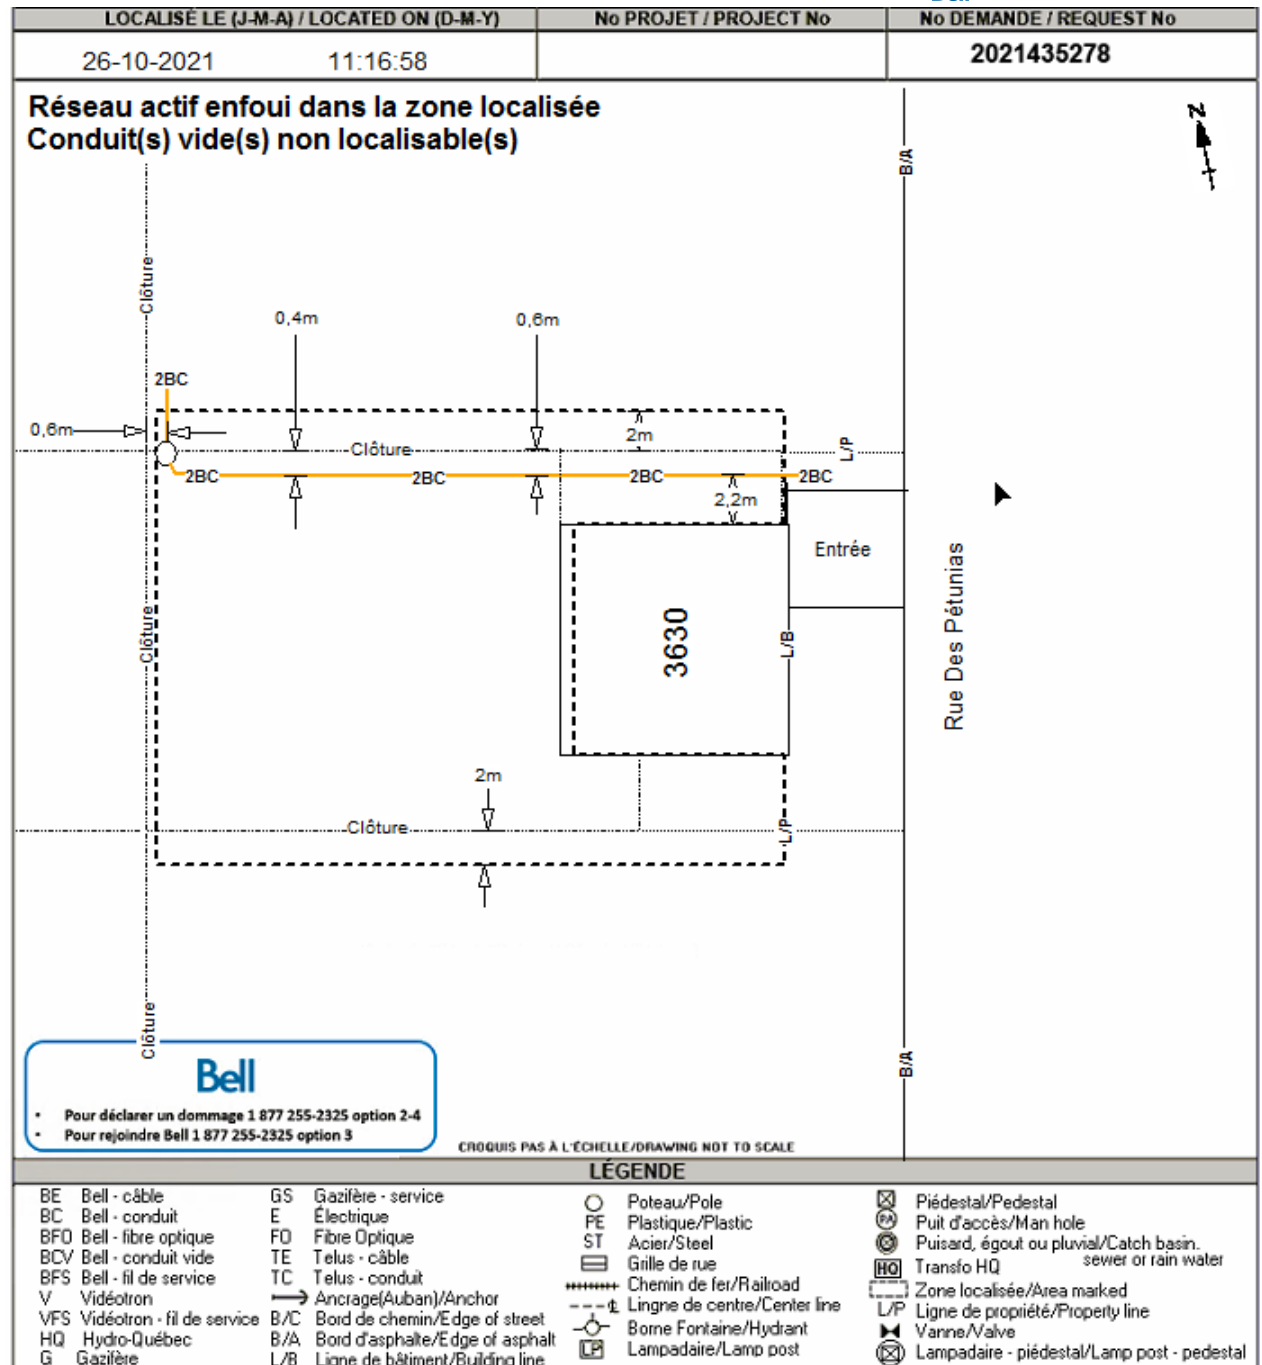 LOCALISÉ LE (J-M-A) / LOCATED ON (D-M-Y) No PROJET / PROJECT No No DEMANDE / REQUEST No
26-10-2021 11:16:58 2021435278
Réseau actif enfoui dans la zone localisée
Conduit(s) vide(s) non localisable(s)
N
B/A
Clôture
0,4m 0,6m
2BC
0,6m 2m
Clôture L/P
2BC 2BC 2BC 2BC
2,2m
Entrée
Clôture
3630
L/B
Rue Des Pétunias
2m
Clôture L/P
Clôture
B/A
Bell
• Pour déclarer un dommage 1 877 255-2325 option 2-4
• Pour rejoindre Bell 1 877 255-2325 option 3
CROQUIS PAS À L'ÉCHELLE/DRAWING NOT TO SCALE
LÉGENDE
BE Bell - câble
BC Bell - conduit
BFO Bell - fibre optique
BCV Bell - conduit vide
BFS Bell - fil de service
V Vidéotron
VFS Vidéotron - fil de service
HQ Hydro-Québec
G Gazifère
GS Gazifère - service
E Électrique
FO Fibre Optique
TE Telus - câble
TC Telus - conduit
Ancrage(Auban)/Anchor
B/C Bord de chemin/Edge of street
B/A Bord d'asphalte/Edge of asphalt
L/B Ligne de bâtiment/Building line
Poteau/Pole
PE Plastique/Plastic
ST Acier/Steel
Grille de rue
Chemin de fer/Railroad
Lingne de centre/Center line
Borne Fontaine/Hydrant
LP Lampadaire/Lamp post
Piédestal/Pedestal
PA Puit d'accès/Man hole
Puisard, égout ou pluvial/Catch basin.
sewer or rain water
HQ Transfo HQ
Zone localisée/Area marked
L/P Ligne de propriété/Property line
Vanne/Valve
Lampadaire - piédestal/Lamp post - pedestal